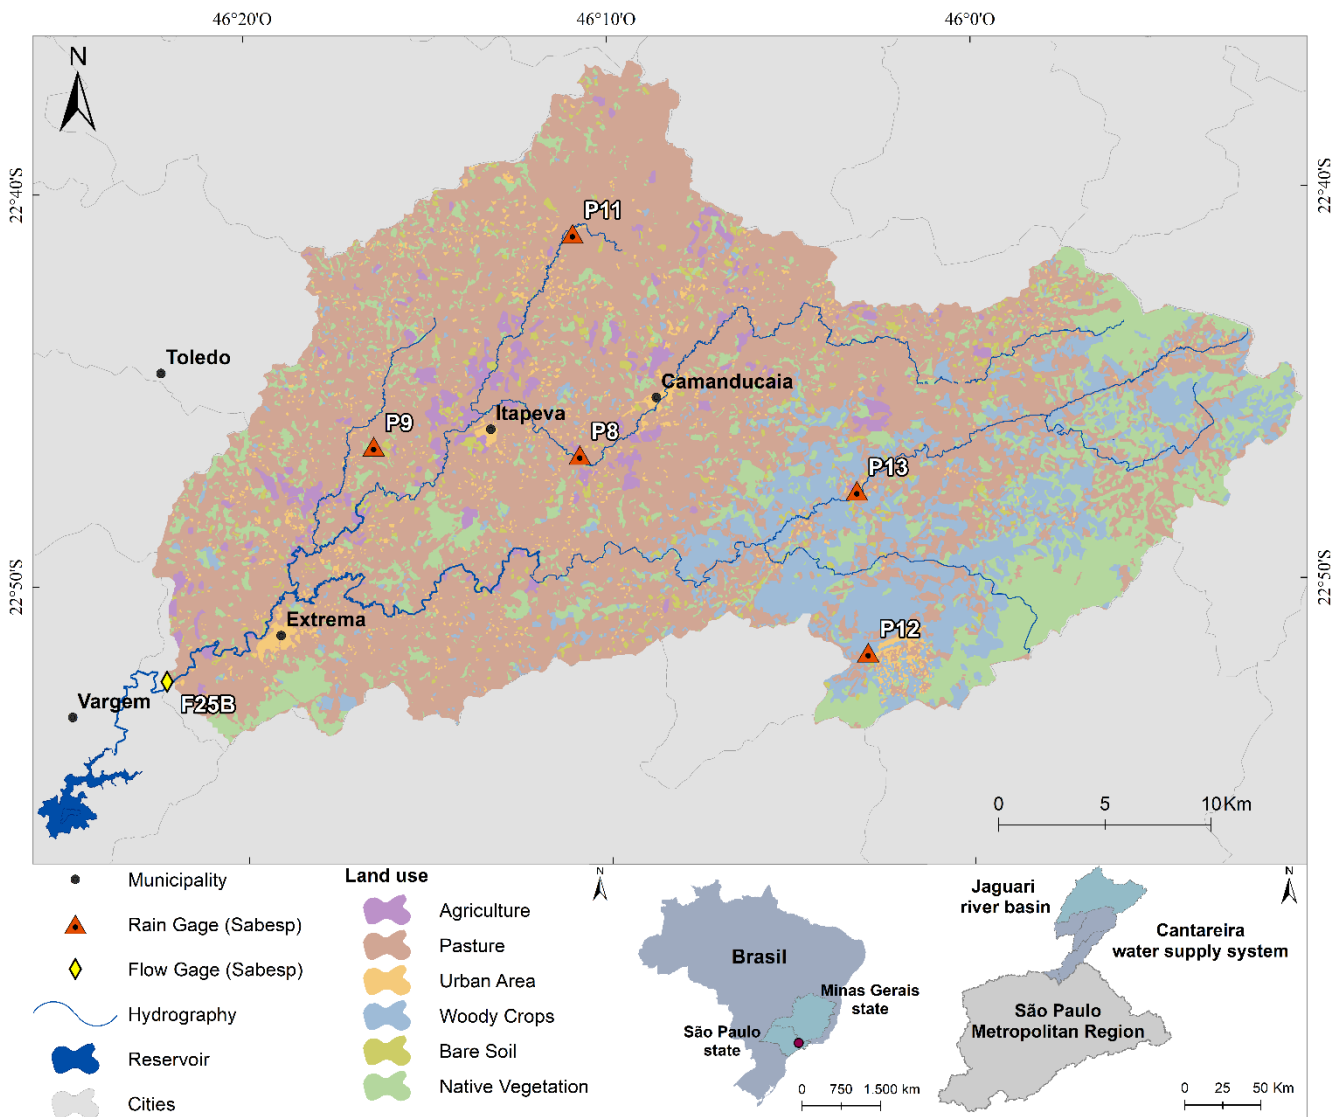 46°20'O
46°10'O
46°0'O
N
22°40'S
22°40'S
P11
Toledo
Camanducaia
Itapeva
P9
P8
P13
22°50'S
22°50'S
Extrema
P12
Vargem
F25B
0 5 10Km
Municipality
Rain Gage (Sabesp)
Flow Gage (Sabesp)
Hydrography
Reservoir
Cities
Land use
Agriculture
Pasture
Urban Area
Woody Crops
Bare Soil
Native Vegetation
N
Brasil
Minas Gerais
state
São Paulo
state
0 750 1.500 Km
N
Jaguari
river basin
Cantareira
water supply system
São Paulo
Metropolitan Region
0 25 50 Km